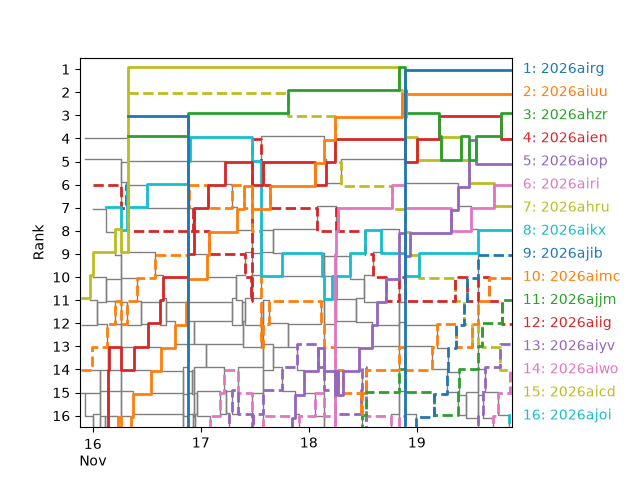 1
2
3
4
5
6
7
8
9
10
11
12
13
14
15
16
Rank
16
17
18
19
Nov
1: 2026airg
2: 2026aiuu
3: 2026ahzr
4: 2026aien
5: 2026aiop
6: 2026airi
7: 2026ahru
8: 2026aikx
9: 2026ajib
10: 2026aimc
11: 2026ajjm
12: 2026aiig
13: 2026aiyv
14: 2026aiwo
15: 2026aicd
16: 2026ajoi